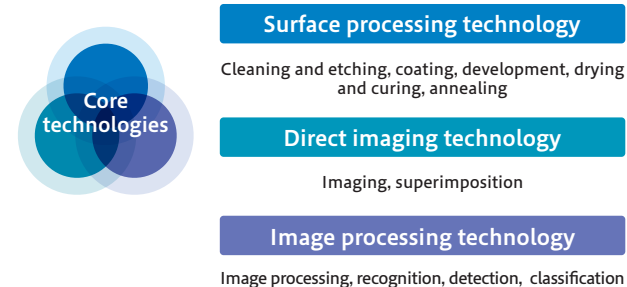 Core
technologies
Surface processing technology
Cleaning and etching, coating, development, drying
and curing, annealing
Direct imaging technology
Imaging, superimposition
Image processing technology
Image processing, recognition, detection, classification